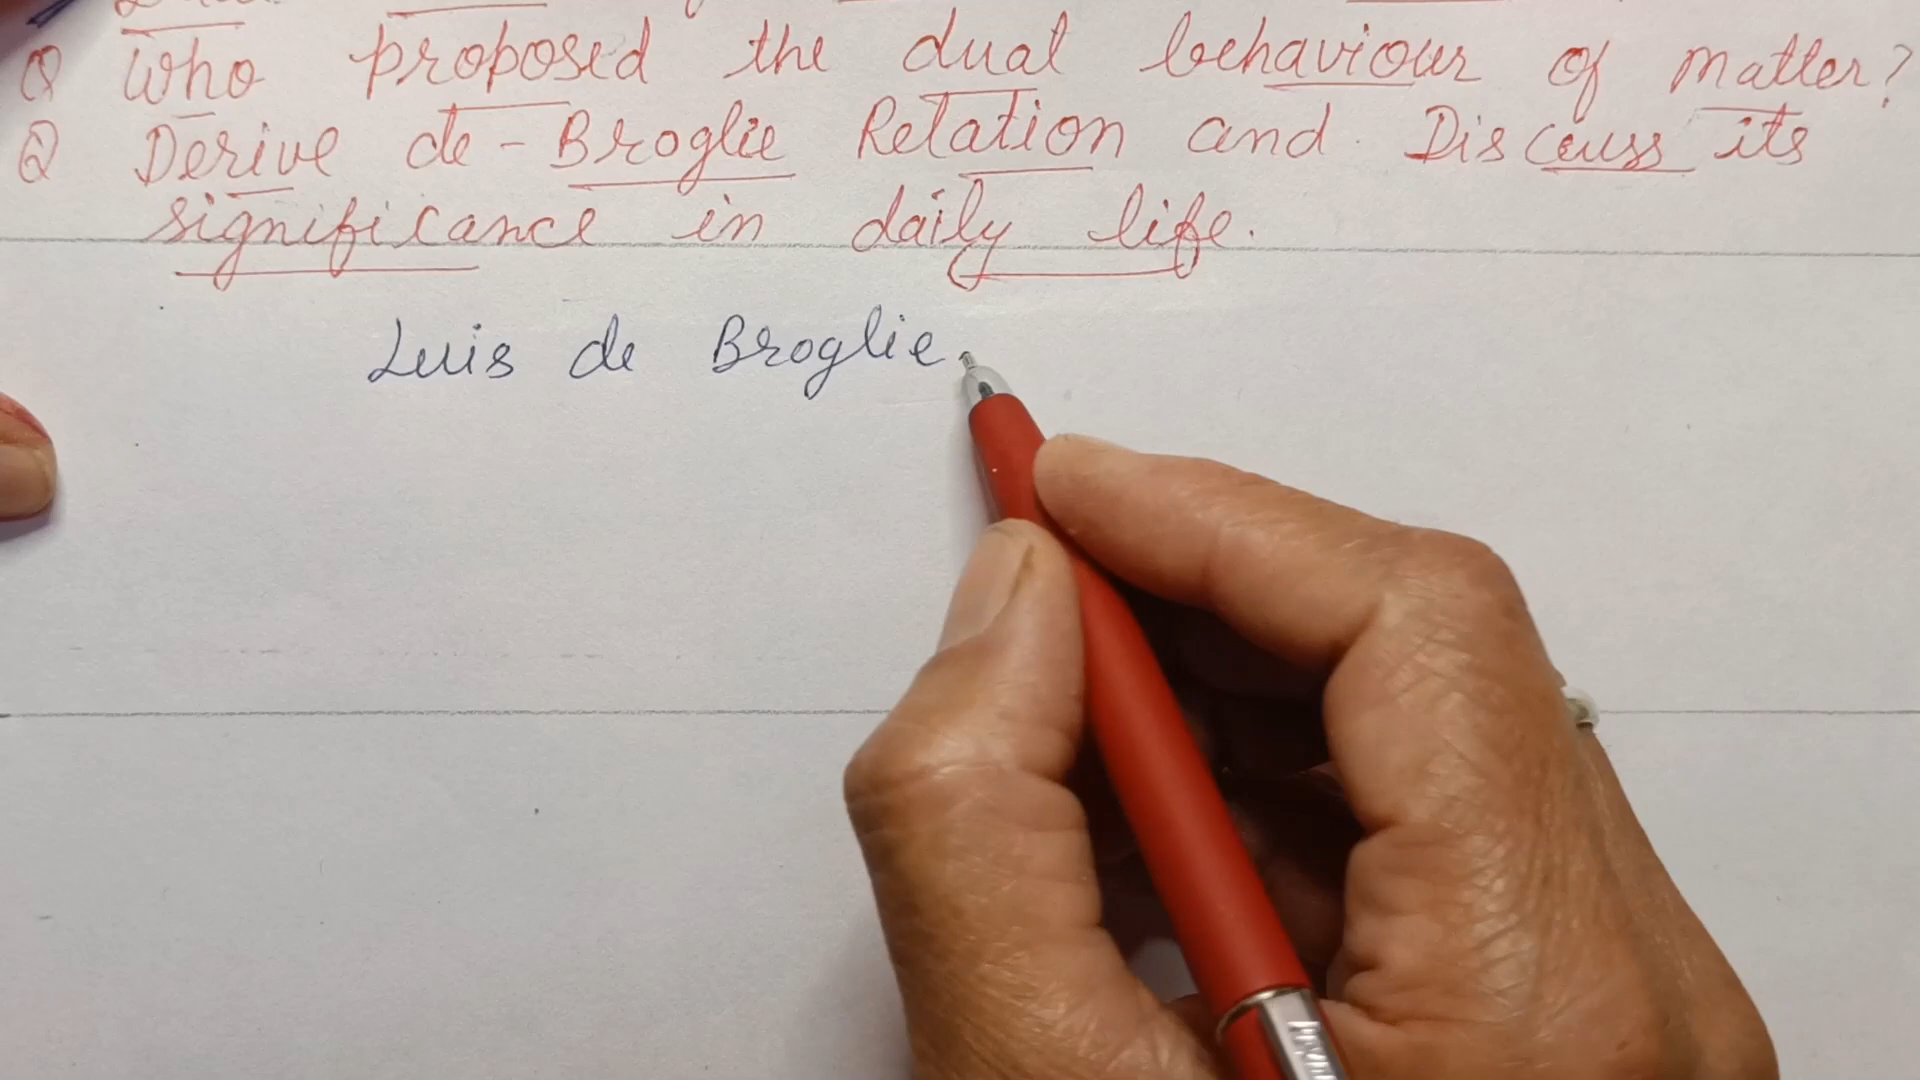 Q Who proposed the dual behaviour of matter?
Q Derive de-Broglie Relation and Discuss its
significance in daily life.
Luis de Broglie